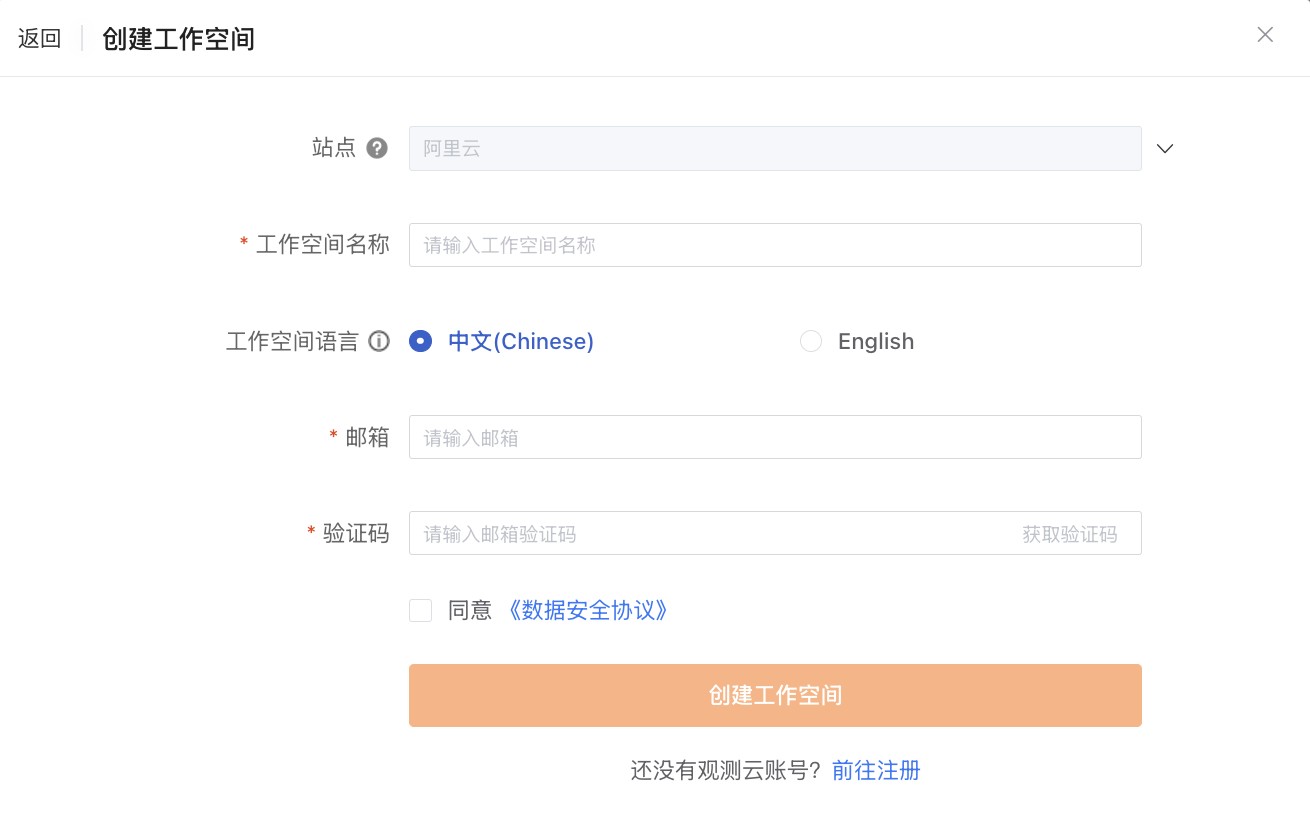 返回 创建工作空间
站点 阿里云
* 工作空间名称 请输入工作空间名称
工作空间语言 中文(Chinese) English
* 邮箱 请输入邮箱
* 验证码 请输入邮箱验证码 获取验证码
同意 《数据安全协议》
创建工作空间
还没有观测云账号? 前往注册